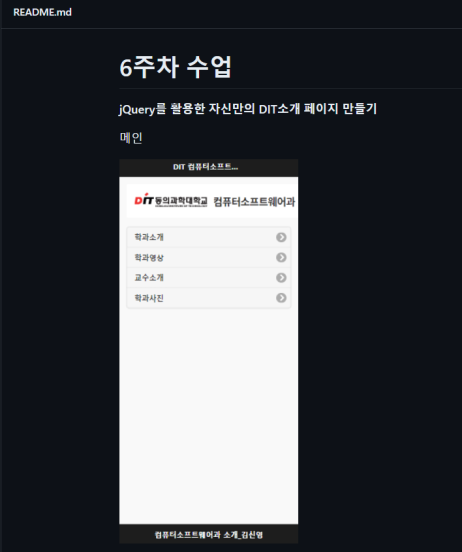 README.md
6주차 수업
jQuery를 활용한 자신만의 DIT소개 페이지 만들기
메인
DIT 컴퓨터소프트...
DIT 동의과학대학교 컴퓨터소프트웨어과
학과소개
학과영상
교수소개
학과사진
컴퓨터소프트웨어과 소개_김신영